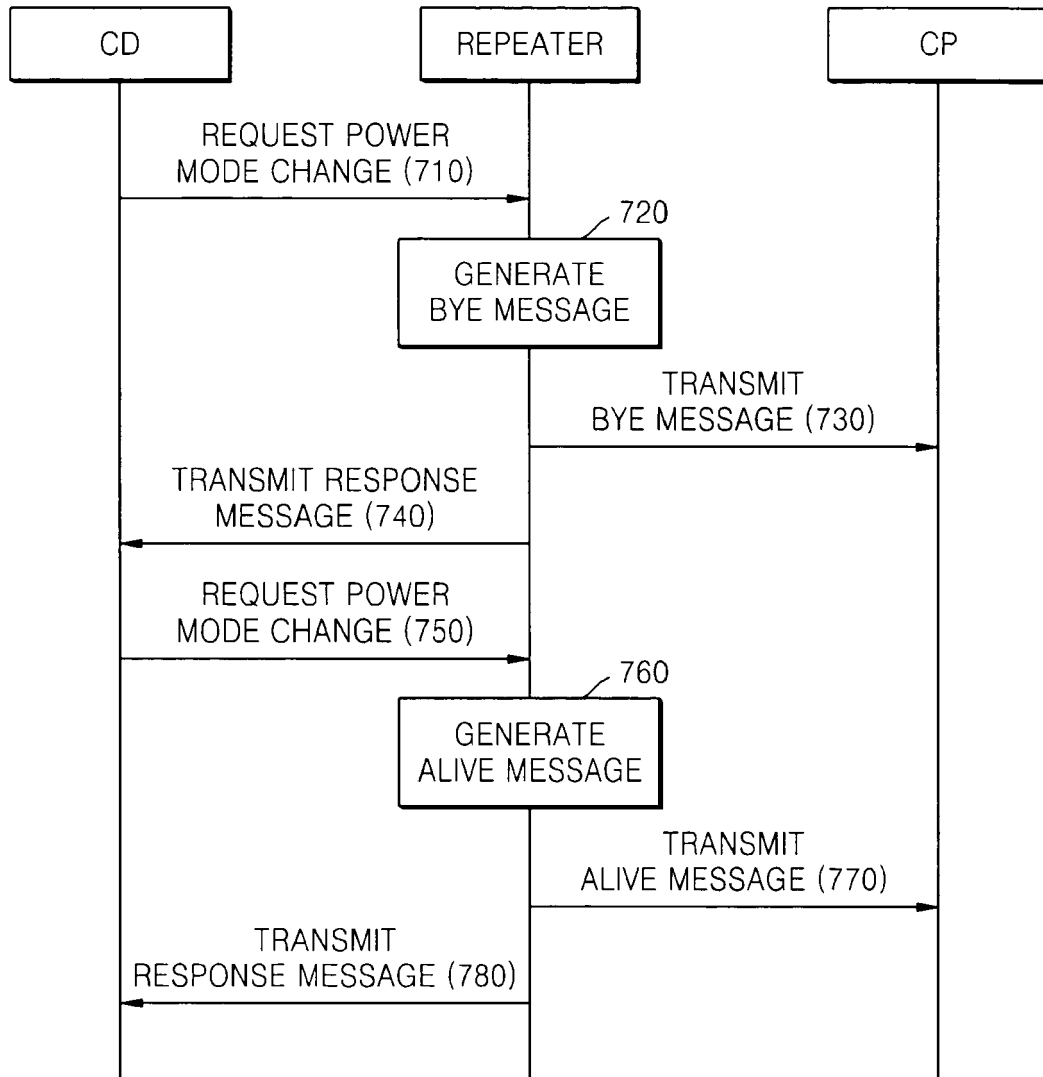 CD
REPEATER
CP
REQUEST POWER
MODE CHANGE (710)
720
GENERATE
BYE MESSAGE
TRANSMIT
BYE MESSAGE (730)
TRANSMIT RESPONSE
MESSAGE (740)
REQUEST POWER
MODE CHANGE (750)
760
GENERATE
ALIVE MESSAGE
TRANSMIT
ALIVE MESSAGE (770)
TRANSMIT
RESPONSE MESSAGE (780)